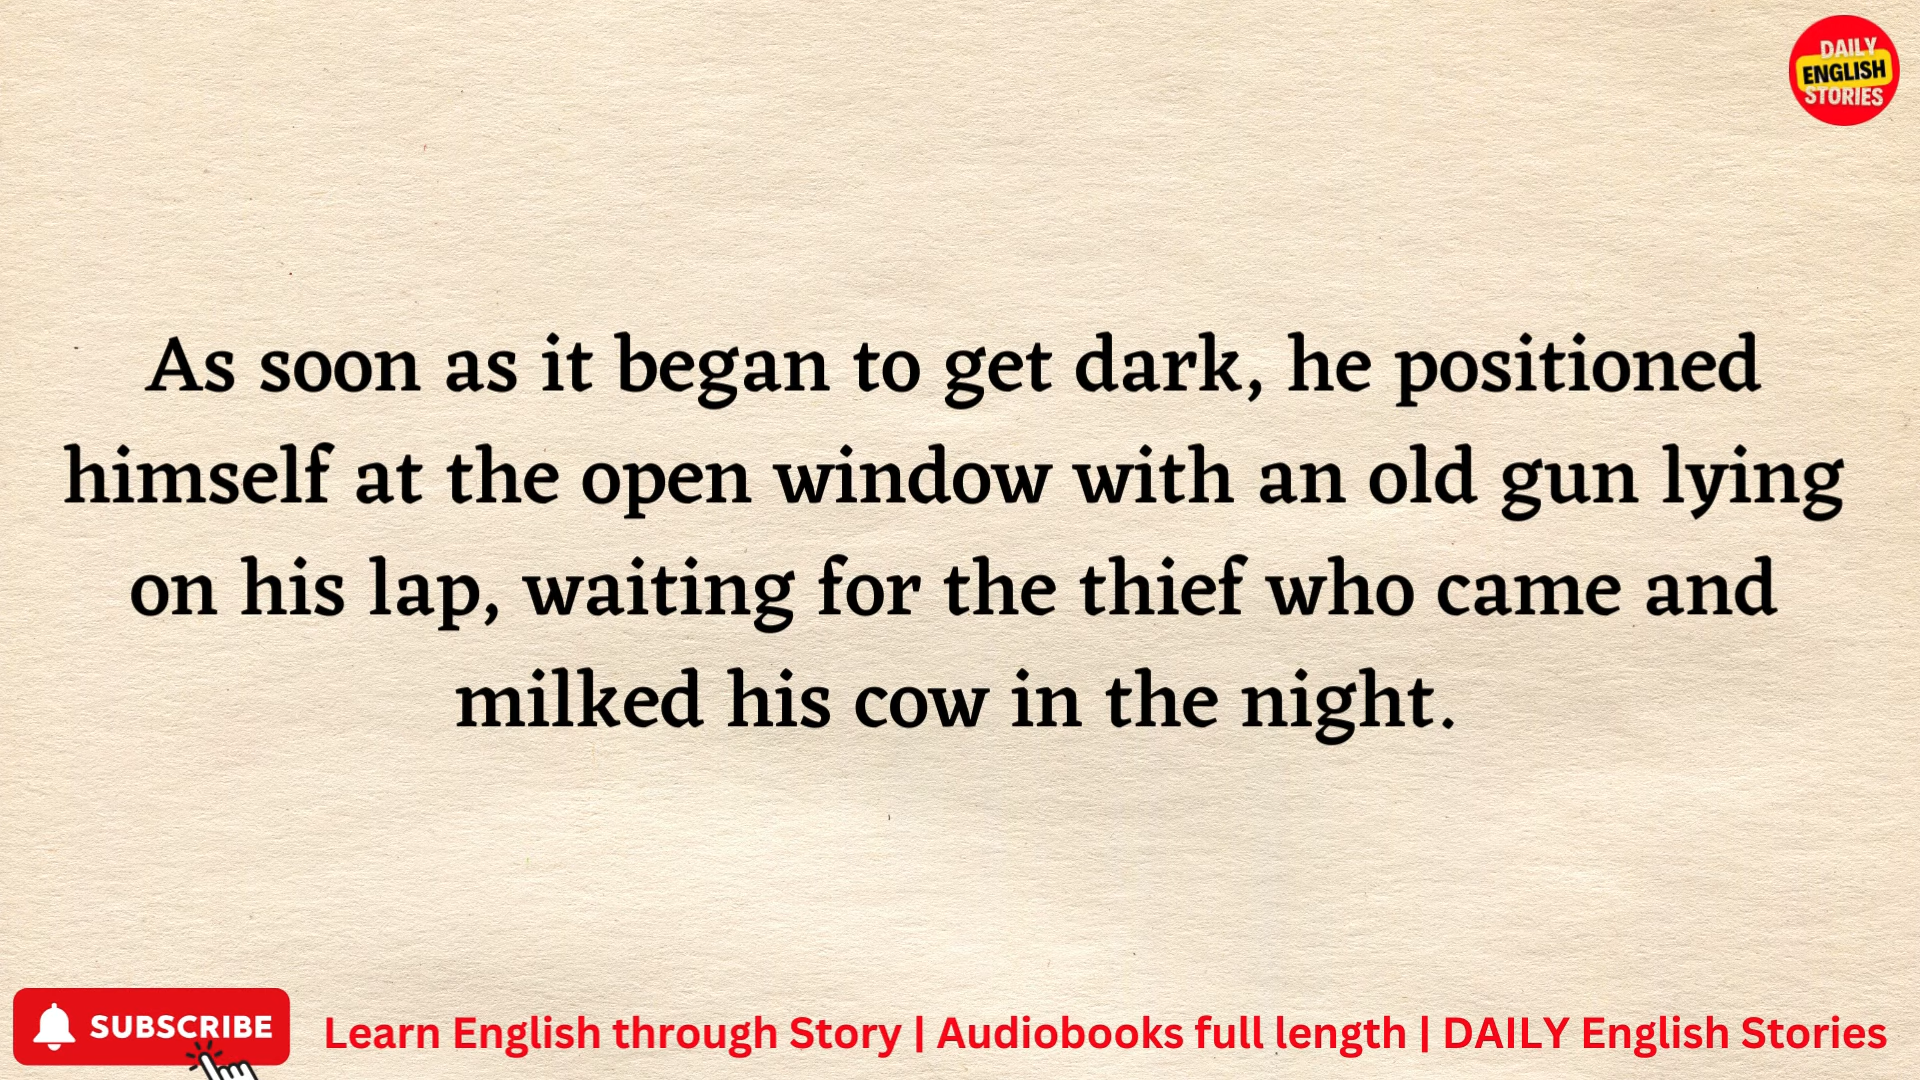 DAILY
ENGLISH
STORIES
As soon as it began to get dark, he positioned
himself at the open window with an old gun lying
on his lap, waiting for the thief who came and
milked his cow in the night.
SUBSCRIBE
Learn English through Story | Audiobooks full length | DAILY English Stories